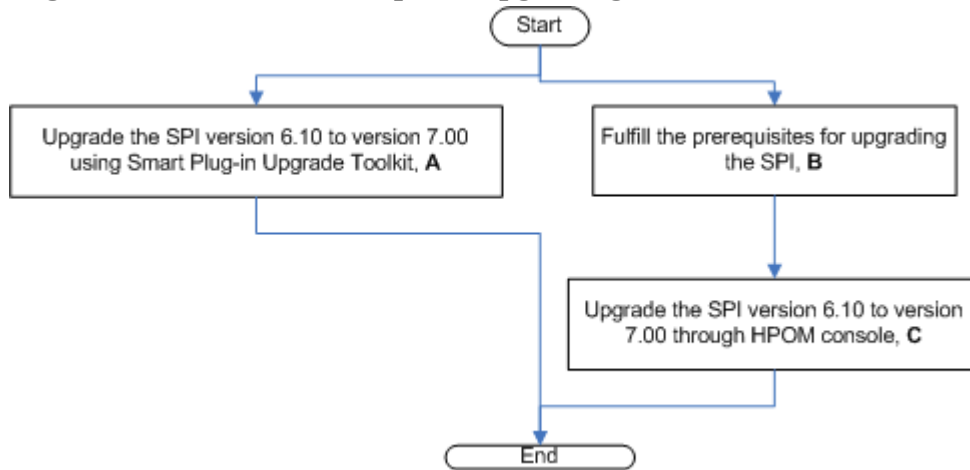 Start
Upgrade the SPI version 6.10 to version 7.00
using Smart Plug-in Upgrade Toolkit, A
Fulfill the prerequisites for upgrading
the SPI, B
Upgrade the SPI version 6.10 to version
7.00 through HPOM console, C
End